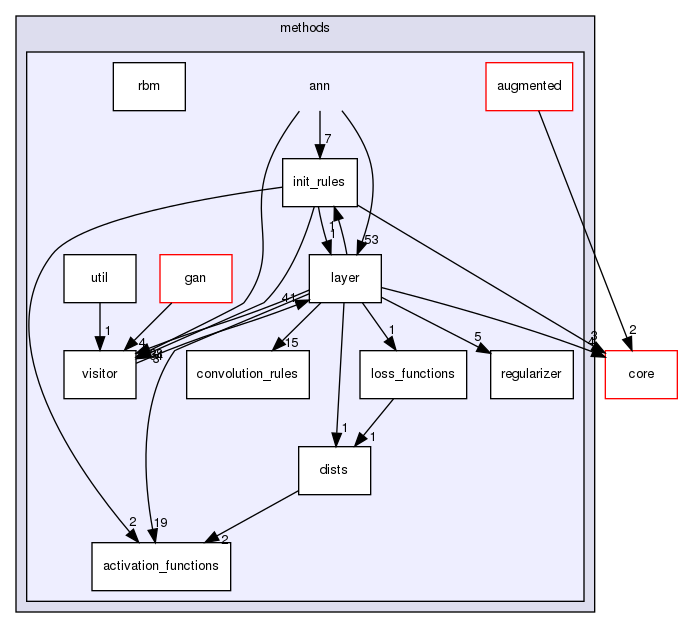 methods
rbm
ann
augmented
7
init_rules
1
1
53
util
gan
layer
41
1
4
1
15
5
2
3
4
visitor
convolution_rules
loss_functions
regularizer
core
1
1
dists
2
19
2
activation_functions